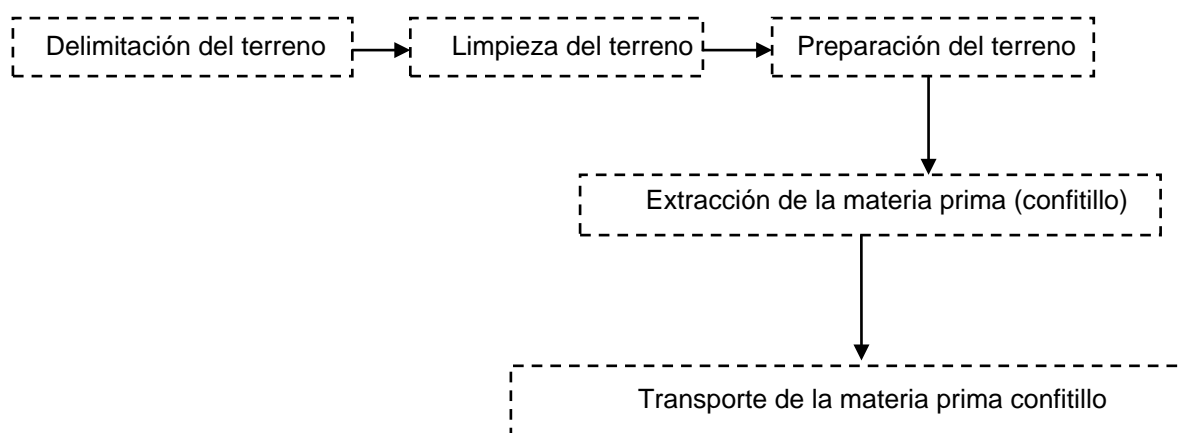 Delimitación del terreno
Limpieza del terreno
Preparación del terreno
Extracción de la materia prima (confitillo)
Transporte de la materia prima confitillo